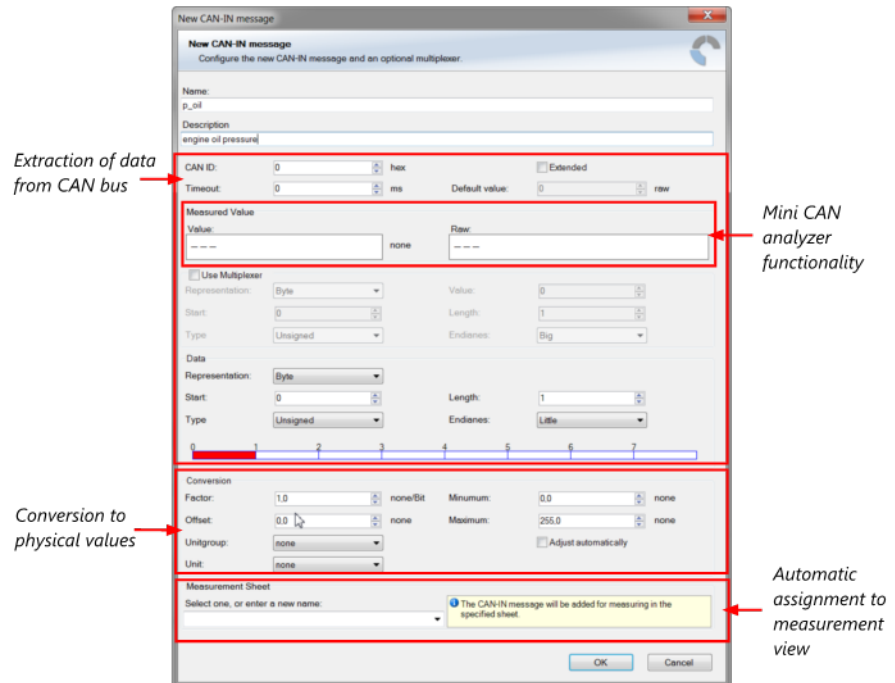 New CAN-IN message
X
New CAN-IN message
Configure the new CAN-IN message and an optional multiplexer.
Name:
p_oil
Description
engine oil pressure
Extraction of data
from CAN bus
CAN ID: 0 hex Extended
Timeout: 0 ms Default value: 0 raw
Measured Value
Value: Raw:
--- none ---
Mini CAN
analyzer
functionality
Use Multiplexer
Representation: Byte Value: 0
Start: 0 Length: 1
Type Unsigned Endianes: Big
Data
Representation: Byte
Start: 0 Length: 1
Type Unsigned Endianes: Little
0 1 2 3 4 5 6 7
Conversion
Factor: 1,0 none/Bit Minumum: 0,0 none
Offset: 0,0 none Maximum: 255,0 none
Unitgroup: none Adjust automatically
Unit: none
Conversion to
physical values
Measurement Sheet
Select one, or enter a new name:
The CAN-IN message will be added for measuring in the
specified sheet.
Automatic
assignment to
measurement
view
OK Cancel